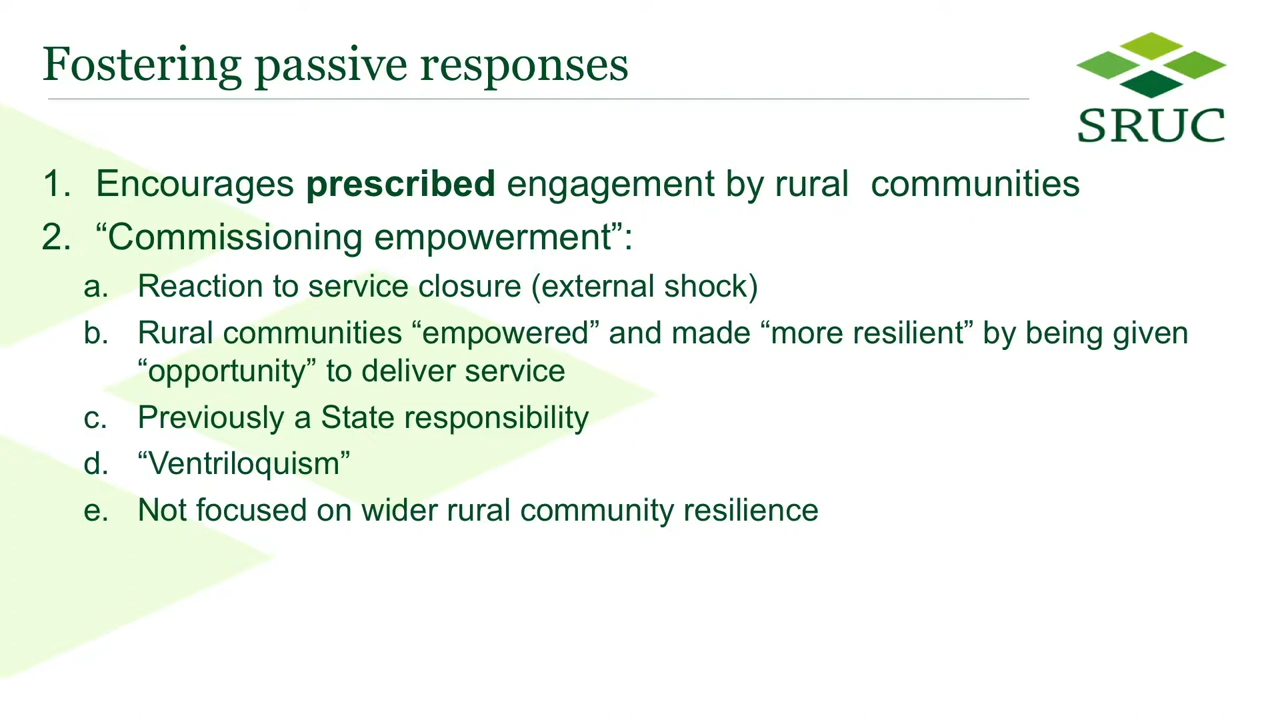 Fostering passive responses
SRUC
1. Encourages prescribed engagement by rural  communities
2. “Commissioning empowerment”:
a. Reaction to service closure (external shock)
b. Rural communities “empowered” and made “more resilient” by being given
“opportunity” to deliver service
c. Previously a State responsibility
d. “Ventriloquism”
e. Not focused on wider rural community resilience